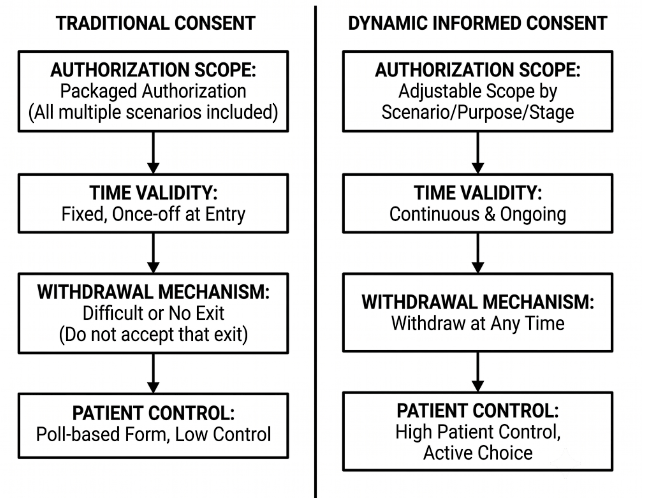 TRADITIONAL CONSENT
AUTHORIZATION SCOPE:
Packaged Authorization
(All multiple scenarios included)
TIME VALIDITY:
Fixed, Once-off at Entry
WITHDRAWAL MECHANISM:
Difficult or No Exit
(Do not accept that exit)
PATIENT CONTROL:
Poll-based Form, Low Control
DYNAMIC INFORMED CONSENT
AUTHORIZATION SCOPE:
Adjustable Scope by
Scenario/Purpose/Stage
TIME VALIDITY:
Continuous & Ongoing
WITHDRAWAL MECHANISM:
Withdraw at Any Time
PATIENT CONTROL:
High Patient Control,
Active Choice